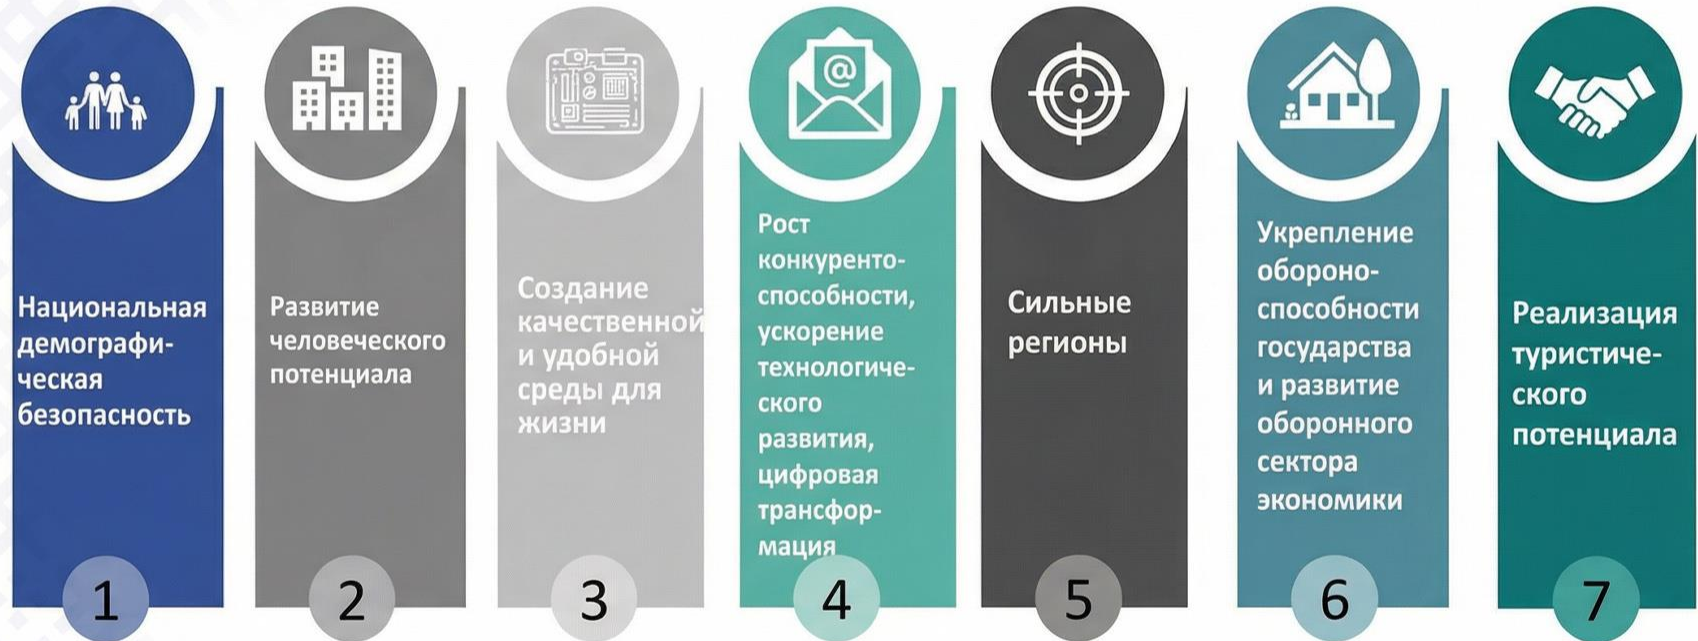 @
Национальная
демографи-
ческая
безопасность
1
Развитие
человеческого
потенциала
2
Создание
качественной
и удобной
среды для
жизни
3
Рост
конкуренто-
способности,
ускорение
технологиче-
ского
развития,
цифровая
трансфор-
мация
4
Сильные
регионы
5
Укрепление
обороно-
способности
государства
и развитие
оборонного
сектора
экономики
6
Реализация
туристиче-
ского
потенциала
7